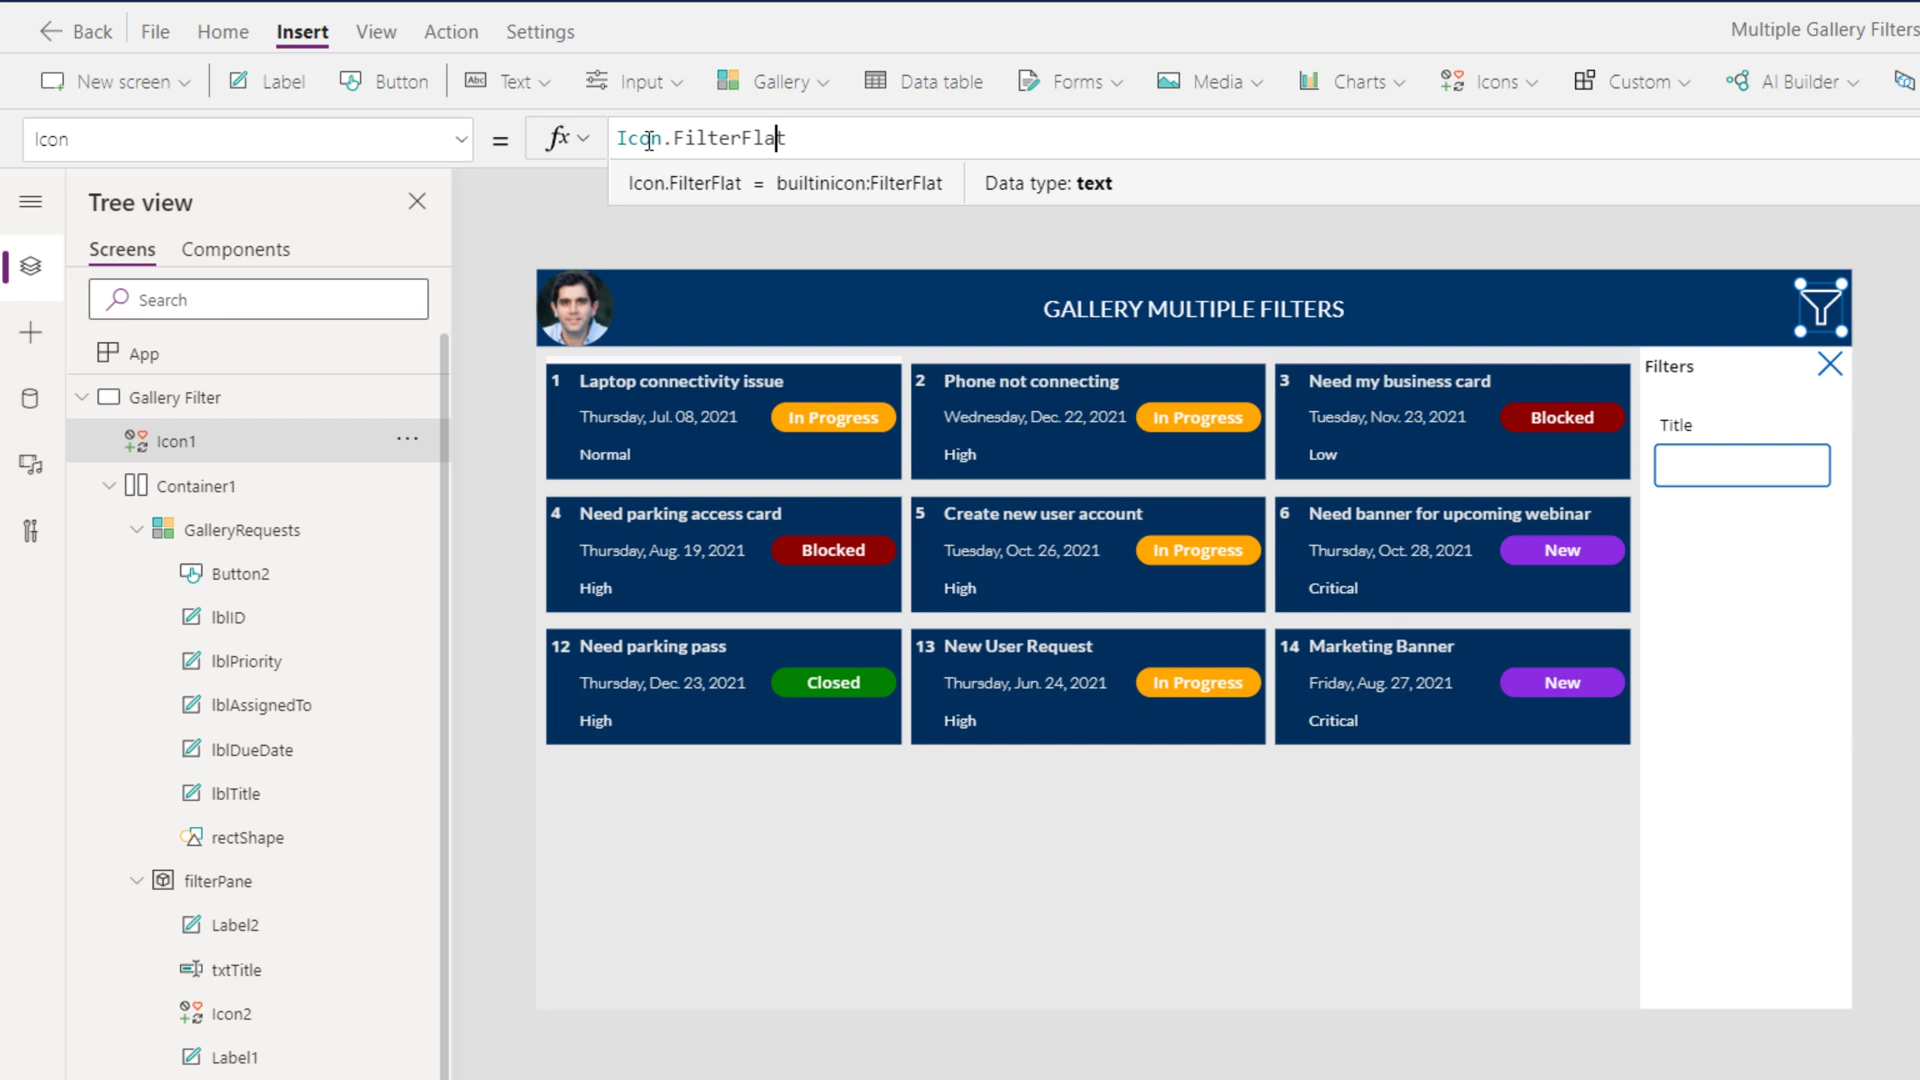 Back File Home Insert View Action Settings Multiple Gallery Filters
New screen Label Button Abc Text Input Gallery Data table Forms Media Charts Icons Custom AI Builder
Icon = fx Icon.FilterFlat
Icon.FilterFlat = builtinicon:FilterFlat Data type: text
Tree view
Screens Components
Search
App
Gallery Filter
Icon1 ...
Container1
GalleryRequests
Button2
lblID
lblPriority
lblAssignedTo
lblDueDate
lblTitle
rectShape
filterPane
Label2
txtTitle
Icon2
Label1
GALLERY MULTIPLE FILTERS
1 Laptop connectivity issue
Thursday, Jul. 08, 2021 In Progress
Normal
2 Phone not connecting
Wednesday, Dec. 22, 2021 In Progress
High
3 Need my business card
Tuesday, Nov. 23, 2021 Blocked
Low
4 Need parking access card
Thursday, Aug. 19, 2021 Blocked
High
5 Create new user account
Tuesday, Oct. 26, 2021 In Progress
High
6 Need banner for upcoming webinar
Thursday, Oct. 28, 2021 New
Critical
12 Need parking pass
Thursday, Dec. 23, 2021 Closed
High
13 New User Request
Thursday, Jun. 24, 2021 In Progress
High
14 Marketing Banner
Friday, Aug. 27, 2021 New
Critical
Filters
Title